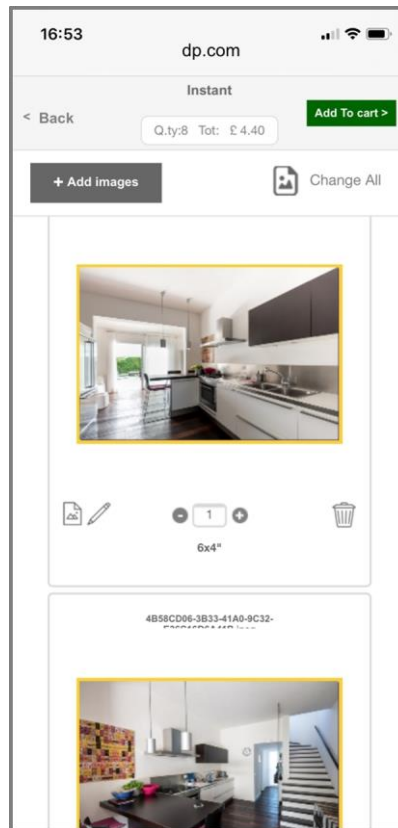 16:53
dp.com
Instant
< Back
Q.ty:8 Tot: £ 4.40
Add To cart >
+ Add images
Change All
1
6x4"
4B58CD06-3B33-41A0-9C32-